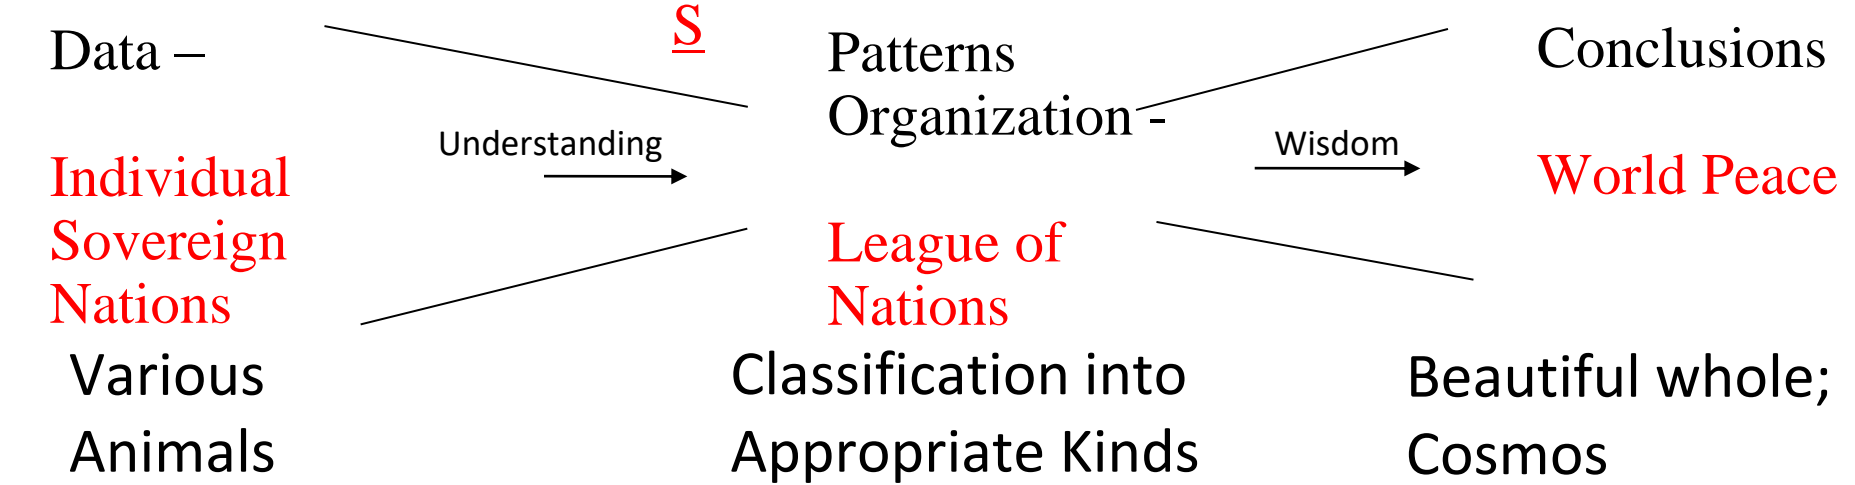 S
Data –
Individual
Sovereign
Nations
Understanding
Patterns
Organization -
League of
Nations
Wisdom
Conclusions
World Peace
Various
Animals
Classification into
Appropriate Kinds
Beautiful whole;
Cosmos